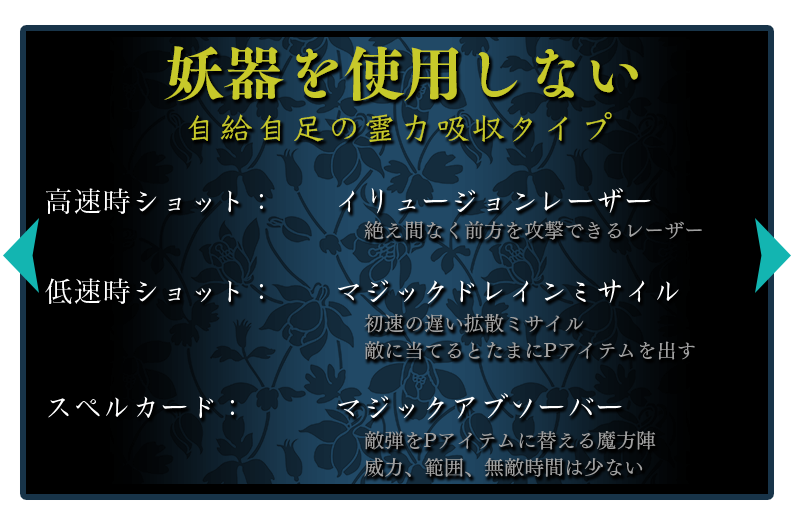 妖器を使用しない
自給自足の霊力吸収タイプ
高速時ショット： イリュージョンレーザー
絶え間なく前方を攻撃できるレーザー
低速時ショット： マジックドレインミサイル
初速の遅い拡散ミサイル
敵に当てるとたまにPアイテムを出す
スペルカード： マジックアブソーバー
敵弾をPアイテムに替える魔方陣
威力、範囲、無敵時間は少ない